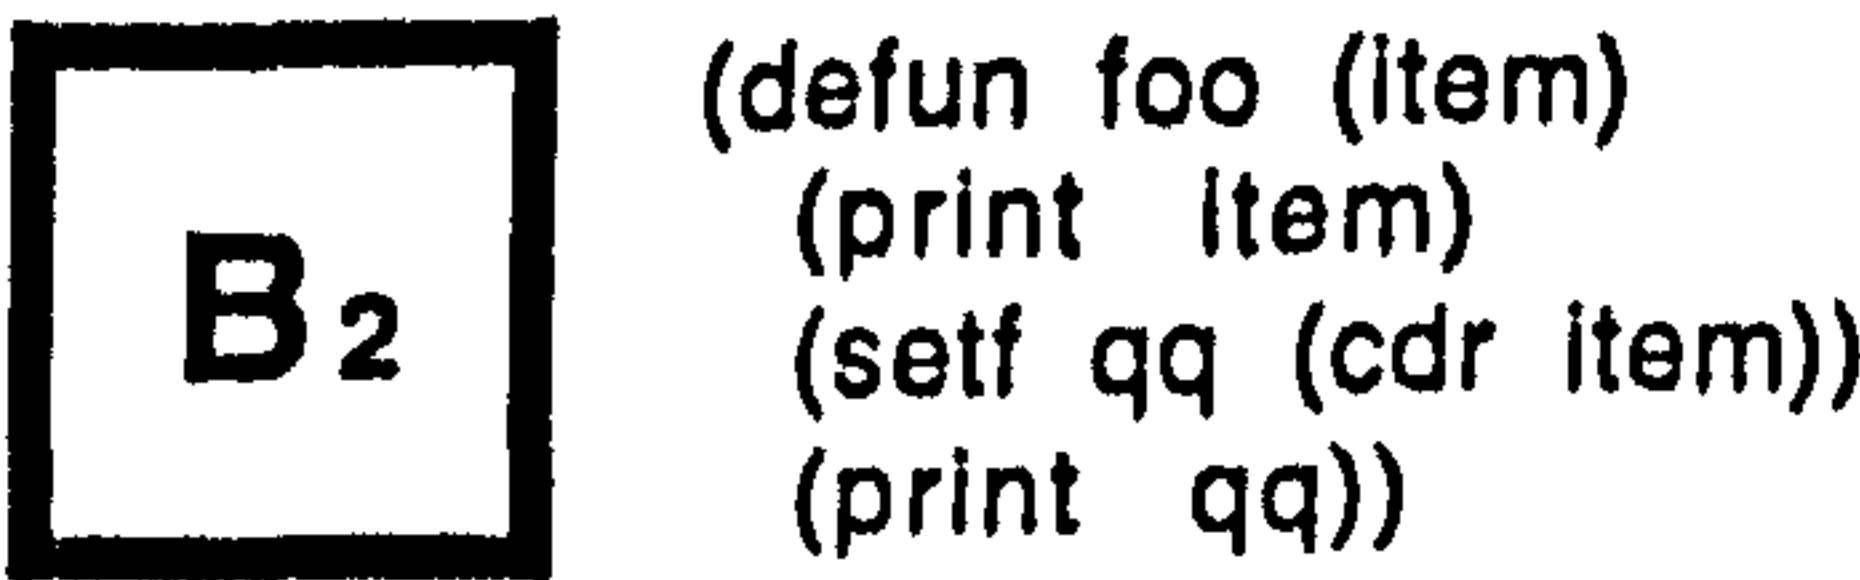 B2
(defun foo (item)
(print item)
(setf qq (cdr item))
(print qq))